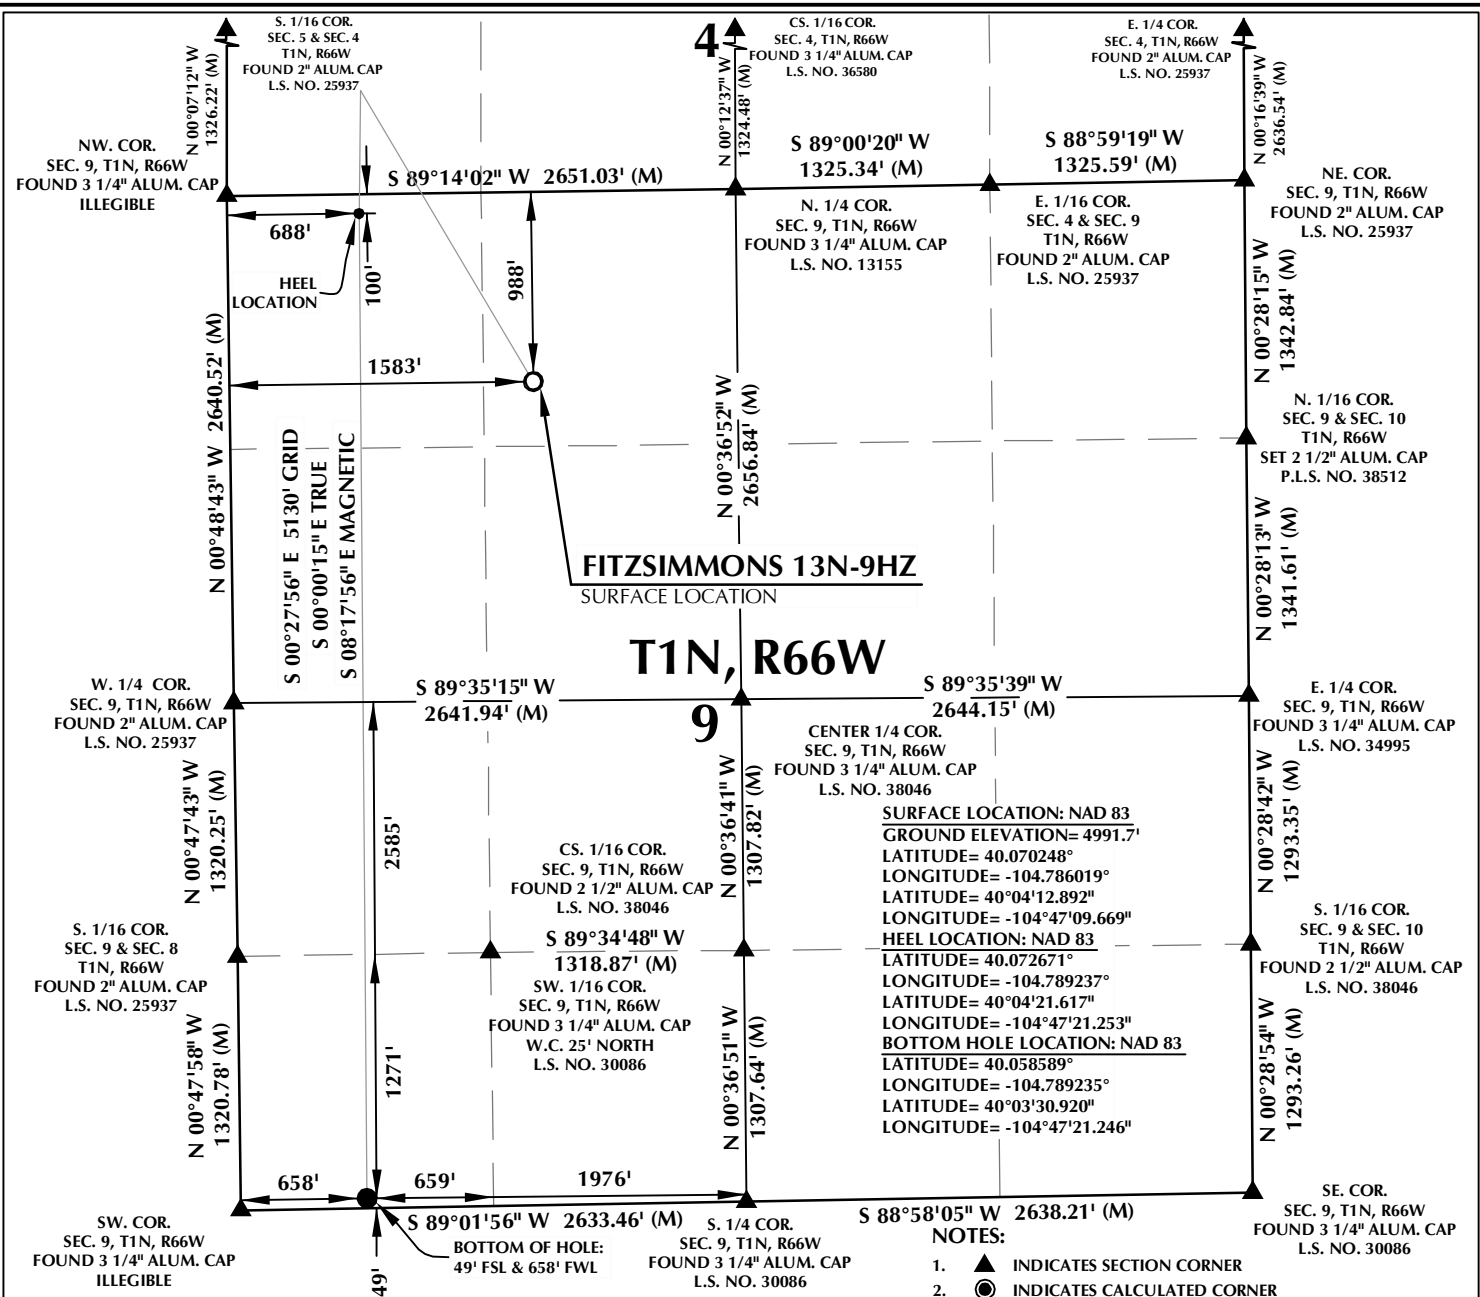 S. 1/16 COR.
SEC. 5 & SEC. 4
T1N, R66W
FOUND 2" ALUM. CAP
L.S. NO. 25937
4
CS. 1/16 COR.
SEC. 4, T1N, R66W
FOUND 3 1/4" ALUM. CAP
L.S. NO. 36580
E. 1/4 COR.
SEC. 4, T1N, R66W
FOUND 2" ALUM. CAP
L.S. NO. 25937
N 00°07'12" W
1326.22' (M)
N 00°12'37" W
1324.48' (M)
N 00°16'39" W
2636.54' (M)
NW. COR.
SEC. 9, T1N, R66W
FOUND 3 1/4" ALUM. CAP
ILLEGIBLE
S 89°14'02" W 2651.03' (M)
S 89°00'20" W
1325.34' (M)
S 88°59'19" W
1325.59' (M)
NE. COR.
SEC. 9, T1N, R66W
FOUND 2" ALUM. CAP
L.S. NO. 25937
N. 1/4 COR.
SEC. 9, T1N, R66W
FOUND 3 1/4" ALUM. CAP
L.S. NO. 13155
E. 1/16 COR.
SEC. 4 & SEC. 9
T1N, R66W
FOUND 2" ALUM. CAP
L.S. NO. 25937
688'
HEEL
LOCATION
100'
988'
1583'
N 00°48'43" W 2640.52' (M)
S 00°27'56" E 5130' GRID
S 00°00'15" E TRUE
S 08°17'56" E MAGNETIC
N 00°36'52" W
2656.84' (M)
N 00°28'15" W
1342.84' (M)
N. 1/16 COR.
SEC. 9 & SEC. 10
T1N, R66W
SET 2 1/2" ALUM. CAP
P.L.S. NO. 38512
N 00°28'13" W
1341.61' (M)
FITZSIMMONS 13N-9HZ
SURFACE LOCATION
T1N, R66W
9
W. 1/4 COR.
SEC. 9, T1N, R66W
FOUND 2" ALUM. CAP
L.S. NO. 25937
S 89°35'15" W
2641.94' (M)
S 89°35'39" W
2644.15' (M)
E. 1/4 COR.
SEC. 9, T1N, R66W
FOUND 3 1/4" ALUM. CAP
L.S. NO. 34995
CENTER 1/4 COR.
SEC. 9, T1N, R66W
FOUND 3 1/4" ALUM. CAP
L.S. NO. 38046
N 00°47'43" W
1320.25' (M)
2585'
N 00°36'41" W
1307.82' (M)
N 00°28'42" W
1293.35' (M)
SURFACE LOCATION: NAD 83
GROUND ELEVATION= 4991.7'
LATITUDE= 40.070248°
LONGITUDE= -104.786019°
LATITUDE= 40°04'12.892"
LONGITUDE= -104°47'09.669"
HEEL LOCATION: NAD 83
LATITUDE= 40.072671°
LONGITUDE= -104.789237°
LATITUDE= 40°04'21.617"
LONGITUDE= -104°47'21.253"
BOTTOM HOLE LOCATION: NAD 83
LATITUDE= 40.058589°
LONGITUDE= -104.789235°
LATITUDE= 40°03'30.920"
LONGITUDE= -104°47'21.246"
CS. 1/16 COR.
SEC. 9, T1N, R66W
FOUND 2 1/2" ALUM. CAP
L.S. NO. 38046
S. 1/16 COR.
SEC. 9 & SEC. 8
T1N, R66W
FOUND 2" ALUM. CAP
L.S. NO. 25937
S 89°34'48" W
1318.87' (M)
SW. 1/16 COR.
SEC. 9, T1N, R66W
FOUND 3 1/4" ALUM. CAP
W.C. 25' NORTH
L.S. NO. 30086
S. 1/16 COR.
SEC. 9 & SEC. 10
T1N, R66W
FOUND 2 1/2" ALUM. CAP
L.S. NO. 38046
N 00°47'58" W
1320.78' (M)
1271'
N 00°36'51" W
1307.64' (M)
N 00°28'54" W
1293.26' (M)
658'
659'
1976'
S 89°01'56" W 2633.46' (M)
S 88°58'05" W 2638.21' (M)
SW. COR.
SEC. 9, T1N, R66W
FOUND 3 1/4" ALUM. CAP
ILLEGIBLE
49'
BOTTOM OF HOLE:
49' FSL & 658' FWL
S. 1/4 COR.
SEC. 9, T1N, R66W
FOUND 3 1/4" ALUM. CAP
L.S. NO. 30086
SE. COR.
SEC. 9, T1N, R66W
FOUND 3 1/4" ALUM. CAP
L.S. NO. 30086
NOTES:
1. INDICATES SECTION CORNER
2. INDICATES CALCULATED CORNER